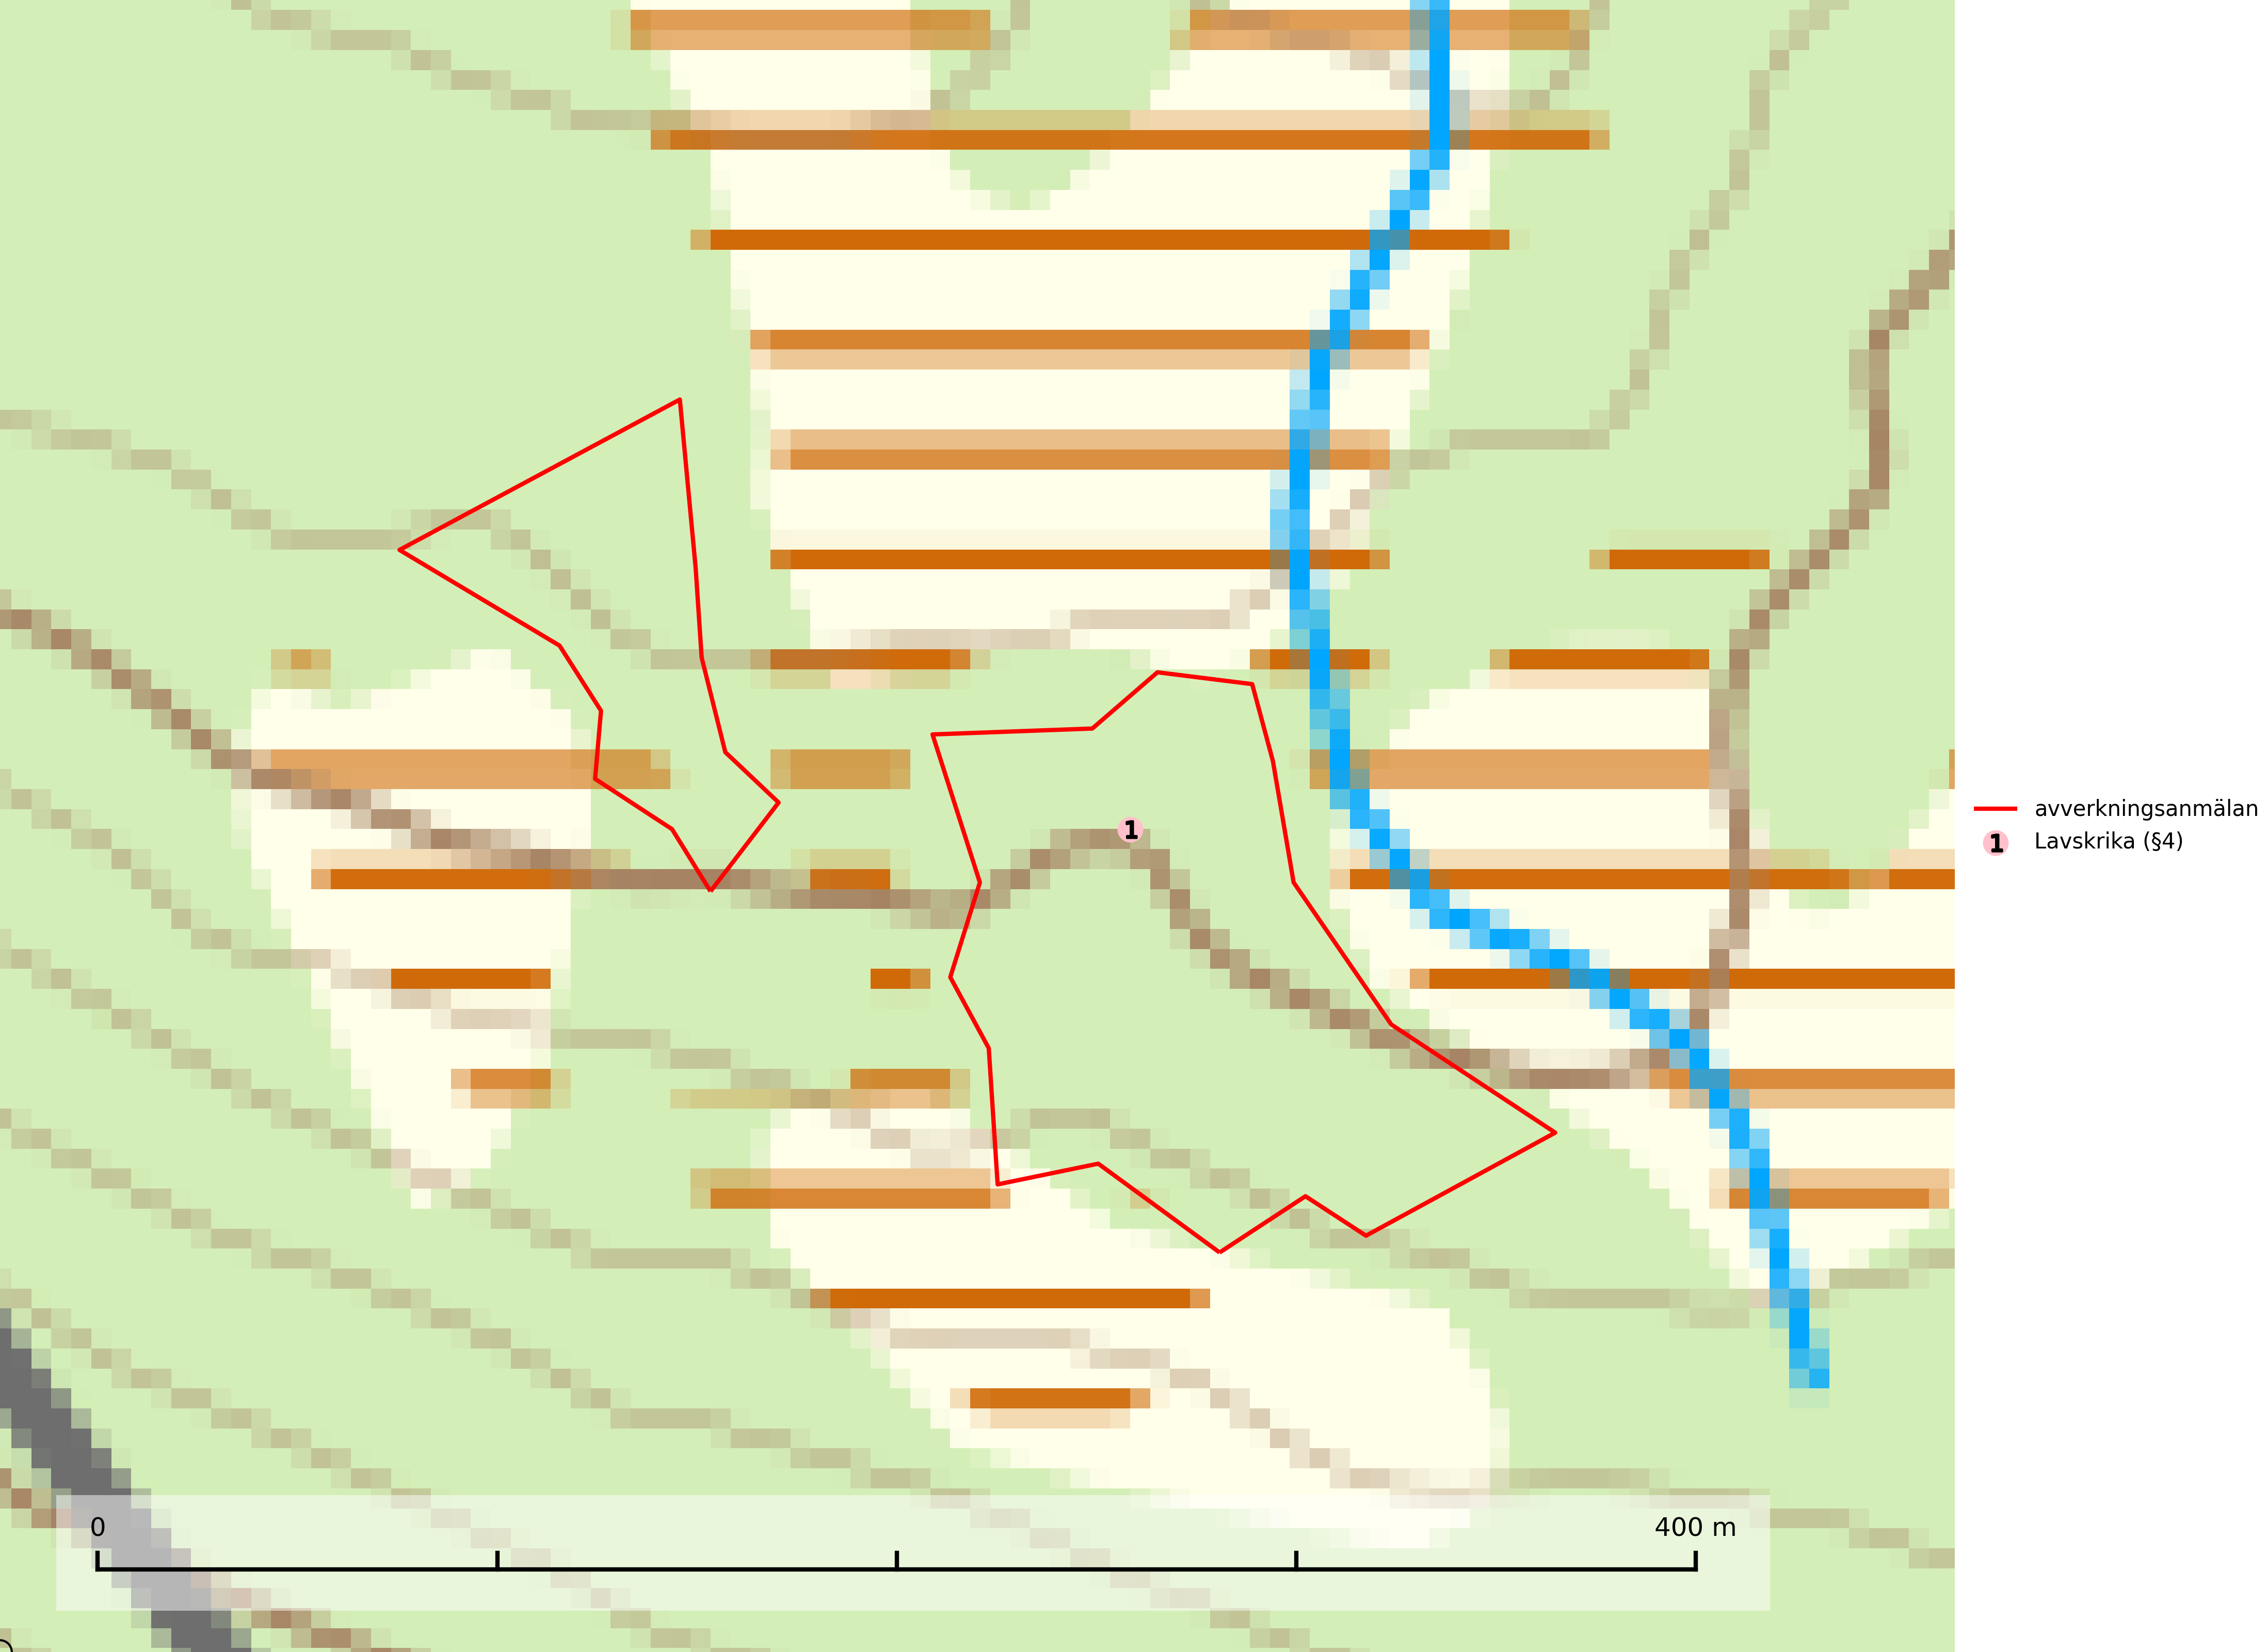 1
avverkningsanmälan
1 Lavskrika (§4)
0 400 m